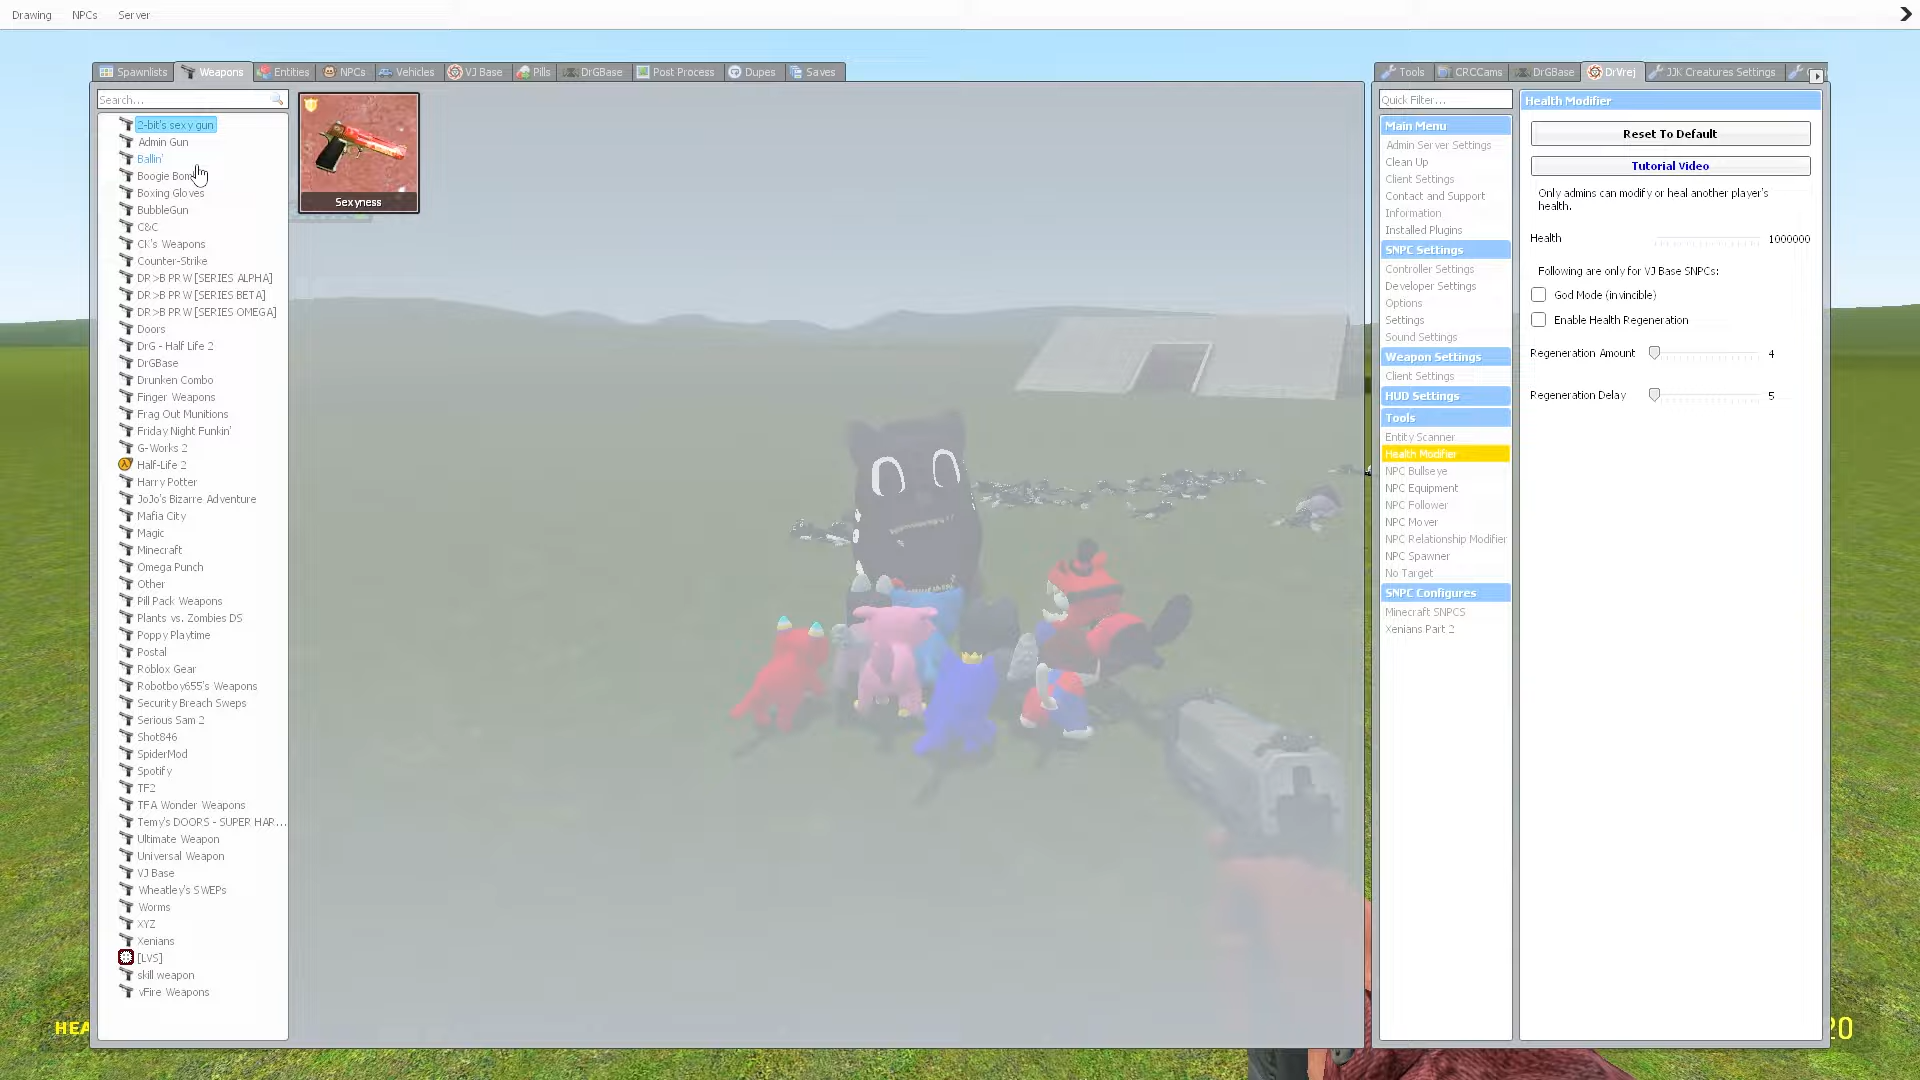 Drawing NPCs Server
Spawnlists Weapons Entities NPCs Vehicles VJ Base Pills DrGBase Post Process Dupes Saves
Search...
2-bit's sexy gun
Admin Gun
Ballin'
Boogie Bom
Boxing Gloves
BubbleGun
C&C
CK's Weapons
Counter-Strike
DR >B PR W [SERIES ALPHA]
DR >B PR W [SERIES BETA]
DR >B PR W [SERIES OMEGA]
Doors
DrG - Half Life 2
DrGBase
Drunken Combo
Finger Weapons
Frag Out Munitions
Friday Night Funkin'
G-Works 2
Half-Life 2
Harry Potter
JoJo's Bizarre Adventure
Mafia City
Magic
Minecraft
Omega Punch
Other
Pill Pack Weapons
Plants vs. Zombies DS
Poppy Playtime
Postal
Roblox Gear
Robotboy655's Weapons
Security Breach Sweps
Serious Sam 2
Shot846
SpiderMod
Spotify
TF2
TFA Wonder Weapons
Temy's DOORS - SUPER HAR...
Ultimate Weapon
Universal Weapon
VJ Base
Wheatley's SWEPs
Worms
XYZ
Xenians
[LVS]
skill weapon
vFire Weapons
Sexyness
HEA
Tools CRCCams DrGBase DrVrej JJK Creatures Settings
Quick Filter...
Main Menu
Admin Server Settings
Clean Up
Client Settings
Contact and Support
Information
Installed Plugins
SNPC Settings
Controller Settings
Developer Settings
Options
Settings
Sound Settings
Weapon Settings
Client Settings
HUD Settings
Tools
Entity Scanner
Health Modifier
NPC Bullseye
NPC Equipment
NPC Follower
NPC Mover
NPC Relationship Modifier
NPC Spawner
No Target
SNPC Configures
Minecraft SNPCS
Xenians Part 2
Health Modifier
Reset To Default
Tutorial Video
Only admins can modify or heal another player's
health.
Health 1000000
Following are only for VJ Base SNPCs:
God Mode (invincible)
Enable Health Regeneration
Regeneration Amount 4
Regeneration Delay 5
20